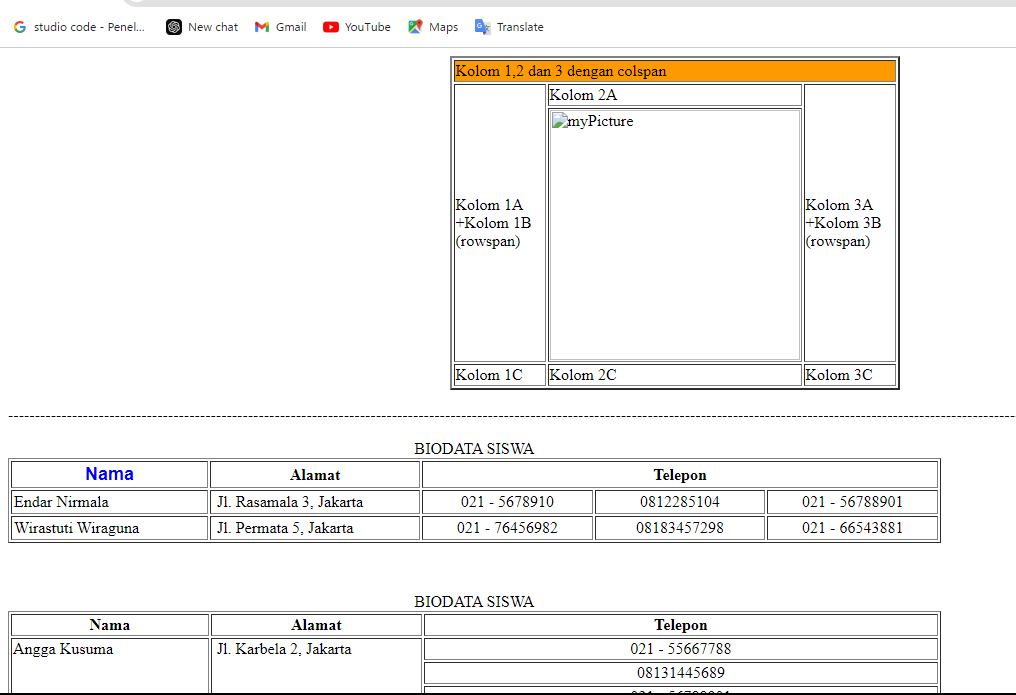 studio code - Penel... New chat Gmail YouTube Maps Translate
Kolom 1,2 dan 3 dengan colspan
Kolom 2A
myPicture
Kolom 1A
+Kolom 1B
(rowspan)
Kolom 3A
+Kolom 3B
(rowspan)
Kolom 1C Kolom 2C Kolom 3C
BIODATA SISWA
Nama Alamat Telepon
Endar Nirmala Jl. Rasamala 3, Jakarta 021 - 5678910 0812285104 021 - 56788901
Wirastuti Wiraguna Jl. Permata 5, Jakarta 021 - 76456982 08183457298 021 - 66543881
BIODATA SISWA
Nama Alamat Telepon
Angga Kusuma Jl. Karbela 2, Jakarta 021 - 55667788
08131445689